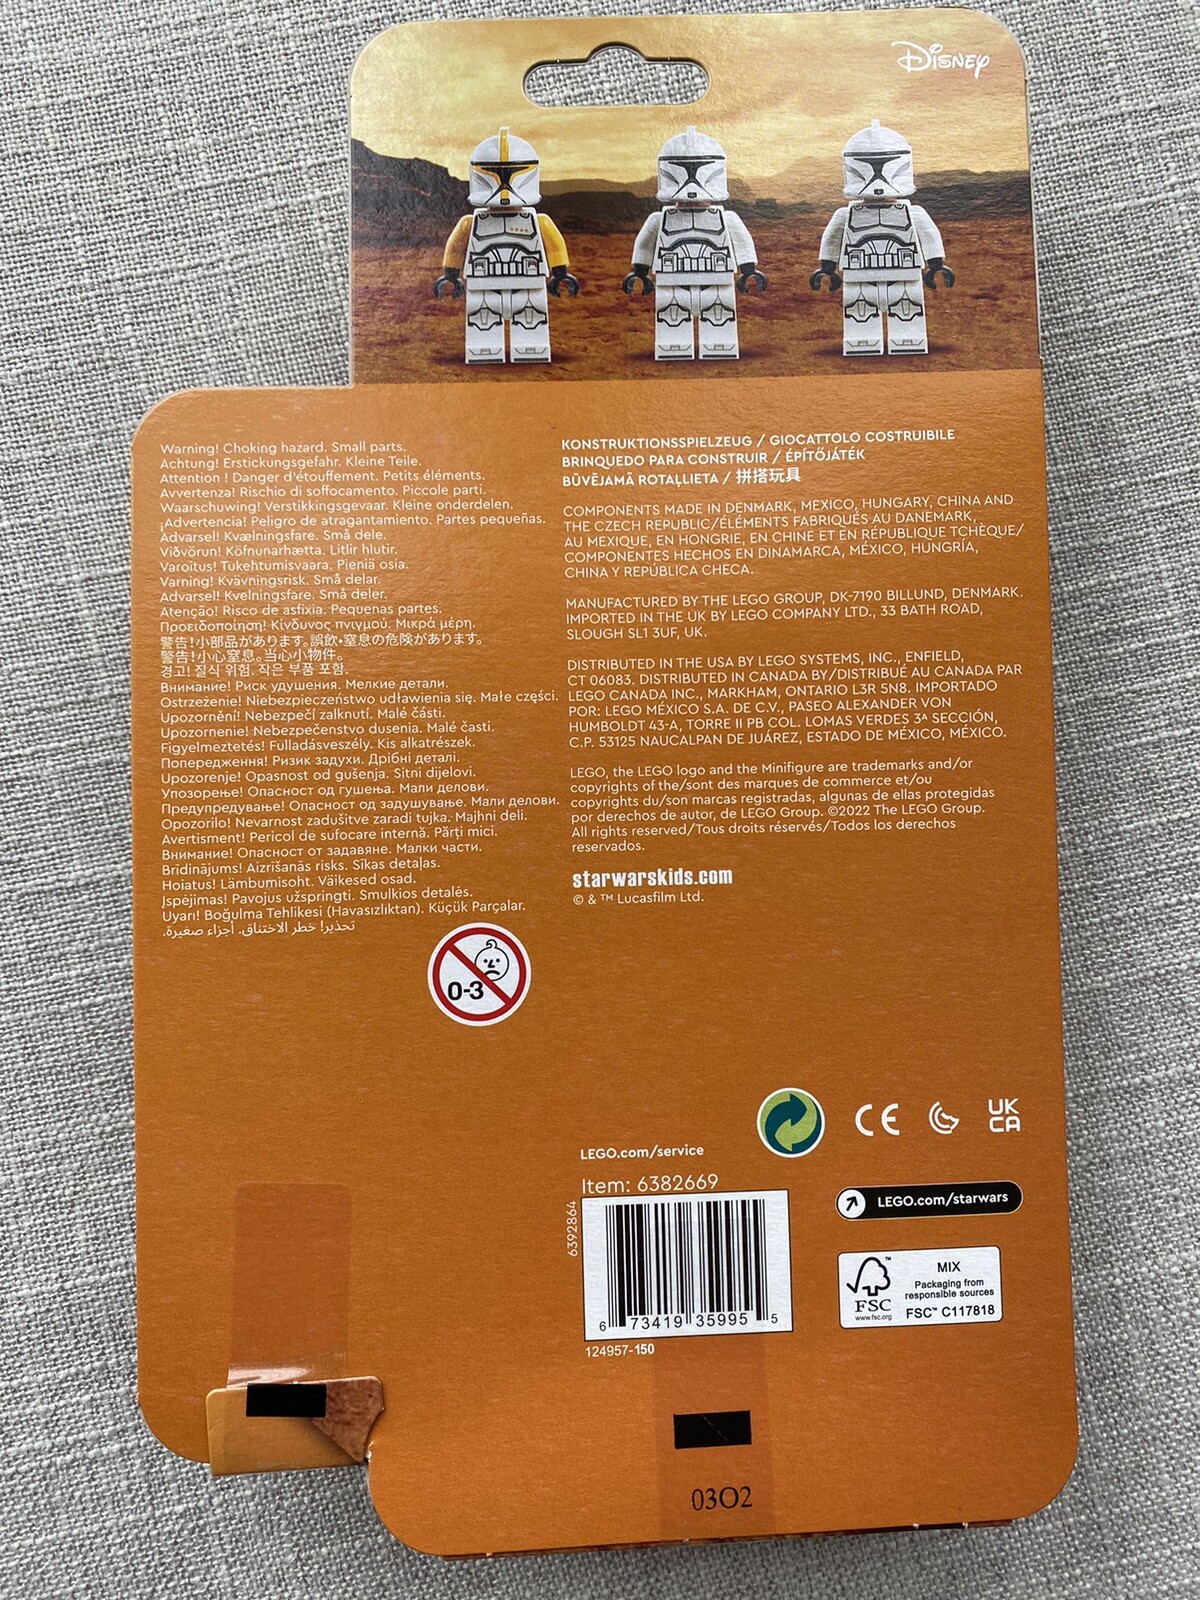 Disney
Warning! Choking hazard. Small parts.
Achtung! Erstickungsgefahr. Kleine Teile.
Attention ! Danger d'étouffement. Petits éléments.
Avvertenza! Rischio di soffocamento. Piccole parti.
Waarschuwing! Verstikkingsgevaar. Kleine onderdelen.
¡Advertencia! Peligro de atragantamiento. Partes pequeñas.
Advarsel! Kvælningsfare. Små dele.
Viðvörun! Köfnunarhætta. Litlir hlutir.
Varoitus! Tukehtumisvaara. Pieniä osia.
Varning! Kvävningsrisk. Små delar.
Advarsel! Kvelningsfare. Små deler.
Atenção! Risco de asfixia. Pequenas partes.
Προειδοποίηση! Κίνδυνος πνιγμού. Μικρά μέρη.
警告!小部品があります。誤飲•窒息の危険があります。
警告!小心窒息。当心小物件。
경고! 질식 위험. 작은 부품 포함.
Внимание! Риск удушения. Мелкие детали.
Ostrzeżenie! Niebezpieczeństwo udławienia się. Małe części.
Upozornění! Nebezpečí zalknutí. Malé části.
Upozornenie! Nebezpečenstvo dusenia. Malé časti.
Figyelmeztetés! Fulladásveszély. Kis alkatrészek.
Попередження! Ризик задухи. Дрібні деталі.
Upozorenje! Opasnost od gušenja. Sitni dijelovi.
Упозорење! Опасност од гушења. Мали делови.
Предупредување! Опасност од задушување. Мали делови.
Opozorilo! Nevarnost zadušitve zaradi tujka. Majhni deli.
Avertisment! Pericol de sufocare internă. Părți mici.
Внимание! Опасност от задавяне. Малки части.
Brīdinājums! Aizrīšanās risks. Sīkas detaļas.
Hoiatus! Lämbumisoht. Väikesed osad.
Įspėjimas! Pavojus užspringti. Smulkios detalės.
Uyarı! Boğulma Tehlikesi (Havasızlıktan). Küçük Parçalar.
تحذير! خطر الاختناق. أجزاء صغيرة.
0-3
KONSTRUKTIONSSPIELZEUG / GIOCATTOLO COSTRUIBILE
BRINQUEDO PARA CONSTRUIR / ÉPÍTŐJÁTÉK
BŪVĒJAMĀ ROTAĻLIETA / 拼搭玩具
COMPONENTS MADE IN DENMARK, MEXICO, HUNGARY, CHINA AND
THE CZECH REPUBLIC/ÉLÉMENTS FABRIQUÉS AU DANEMARK,
AU MEXIQUE, EN HONGRIE, EN CHINE ET EN RÉPUBLIQUE TCHÈQUE/
COMPONENTES HECHOS EN DINAMARCA, MÉXICO, HUNGRÍA,
CHINA Y REPÚBLICA CHECA.
MANUFACTURED BY THE LEGO GROUP, DK-7190 BILLUND, DENMARK.
IMPORTED IN THE UK BY LEGO COMPANY LTD., 33 BATH ROAD,
SLOUGH SL1 3UF, UK.
DISTRIBUTED IN THE USA BY LEGO SYSTEMS, INC., ENFIELD,
CT 06083. DISTRIBUTED IN CANADA BY/DISTRIBUÉ AU CANADA PAR
LEGO CANADA INC., MARKHAM, ONTARIO L3R 5N8. IMPORTADO
POR: LEGO MÉXICO S.A. DE C.V., PASEO ALEXANDER VON
HUMBOLDT 43-A, TORRE II PB COL. LOMAS VERDES 3ª SECCIÓN,
C.P. 53125 NAUCALPAN DE JUÁREZ, ESTADO DE MÉXICO, MÉXICO.
LEGO, the LEGO logo and the Minifigure are trademarks and/or
copyrights of the/sont des marques de commerce et/ou
copyrights du/son marcas registradas, algunas de ellas protegidas
por derechos de autor, de LEGO Group. ©2022 The LEGO Group.
All rights reserved/Tous droits réservés/Todos los derechos
reservados.
starwarskids.com
© & ™ Lucasfilm Ltd.
CE
UK
CA
LEGO.com/service
Item: 6382669
6392864
6 73419 35995 5
124957-150
LEGO.com/starwars
FSC™
www.fsc.org
MIX
Packaging from
responsible sources
FSC™ C117818
03O2